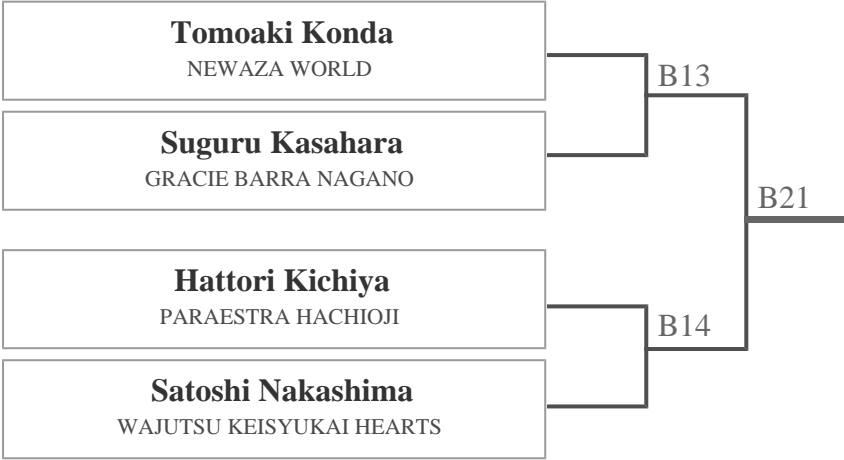 Tomoaki Konda
NEWAZA WORLD
B13
Suguru Kasahara
GRACIE BARRA NAGANO
B21
Hattori Kichiya
PARAESTRA HACHIOJI
B14
Satoshi Nakashima
WAJUTSU KEISYUKAI HEARTS